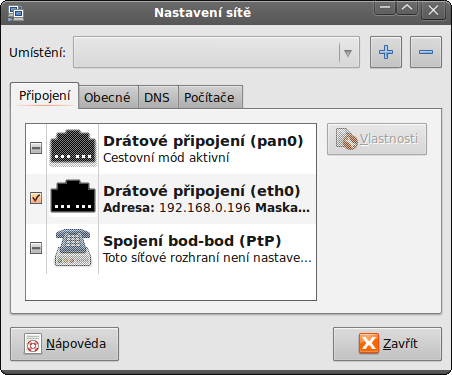 Nastavení sítě
Umístění:
Připojení Obecné DNS Počítače
Drátové připojení (pan0)
Cestovní mód aktivní
Vlastnosti
Drátové připojení (eth0)
Adresa: 192.168.0.196 Maska...
Spojení bod-bod (PtP)
Toto síťové rozhraní není nastave...
Nápověda
Zavřít